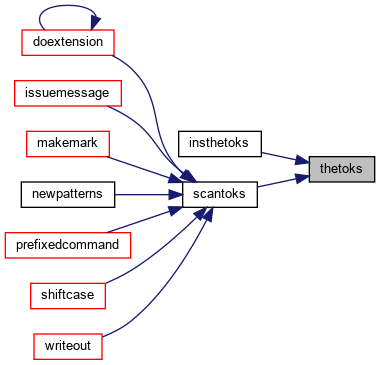 doextension
issuemessage
makemark
newpatterns
prefixedcommand
shiftcase
writeout
insthetoks
scantoks
thetoks